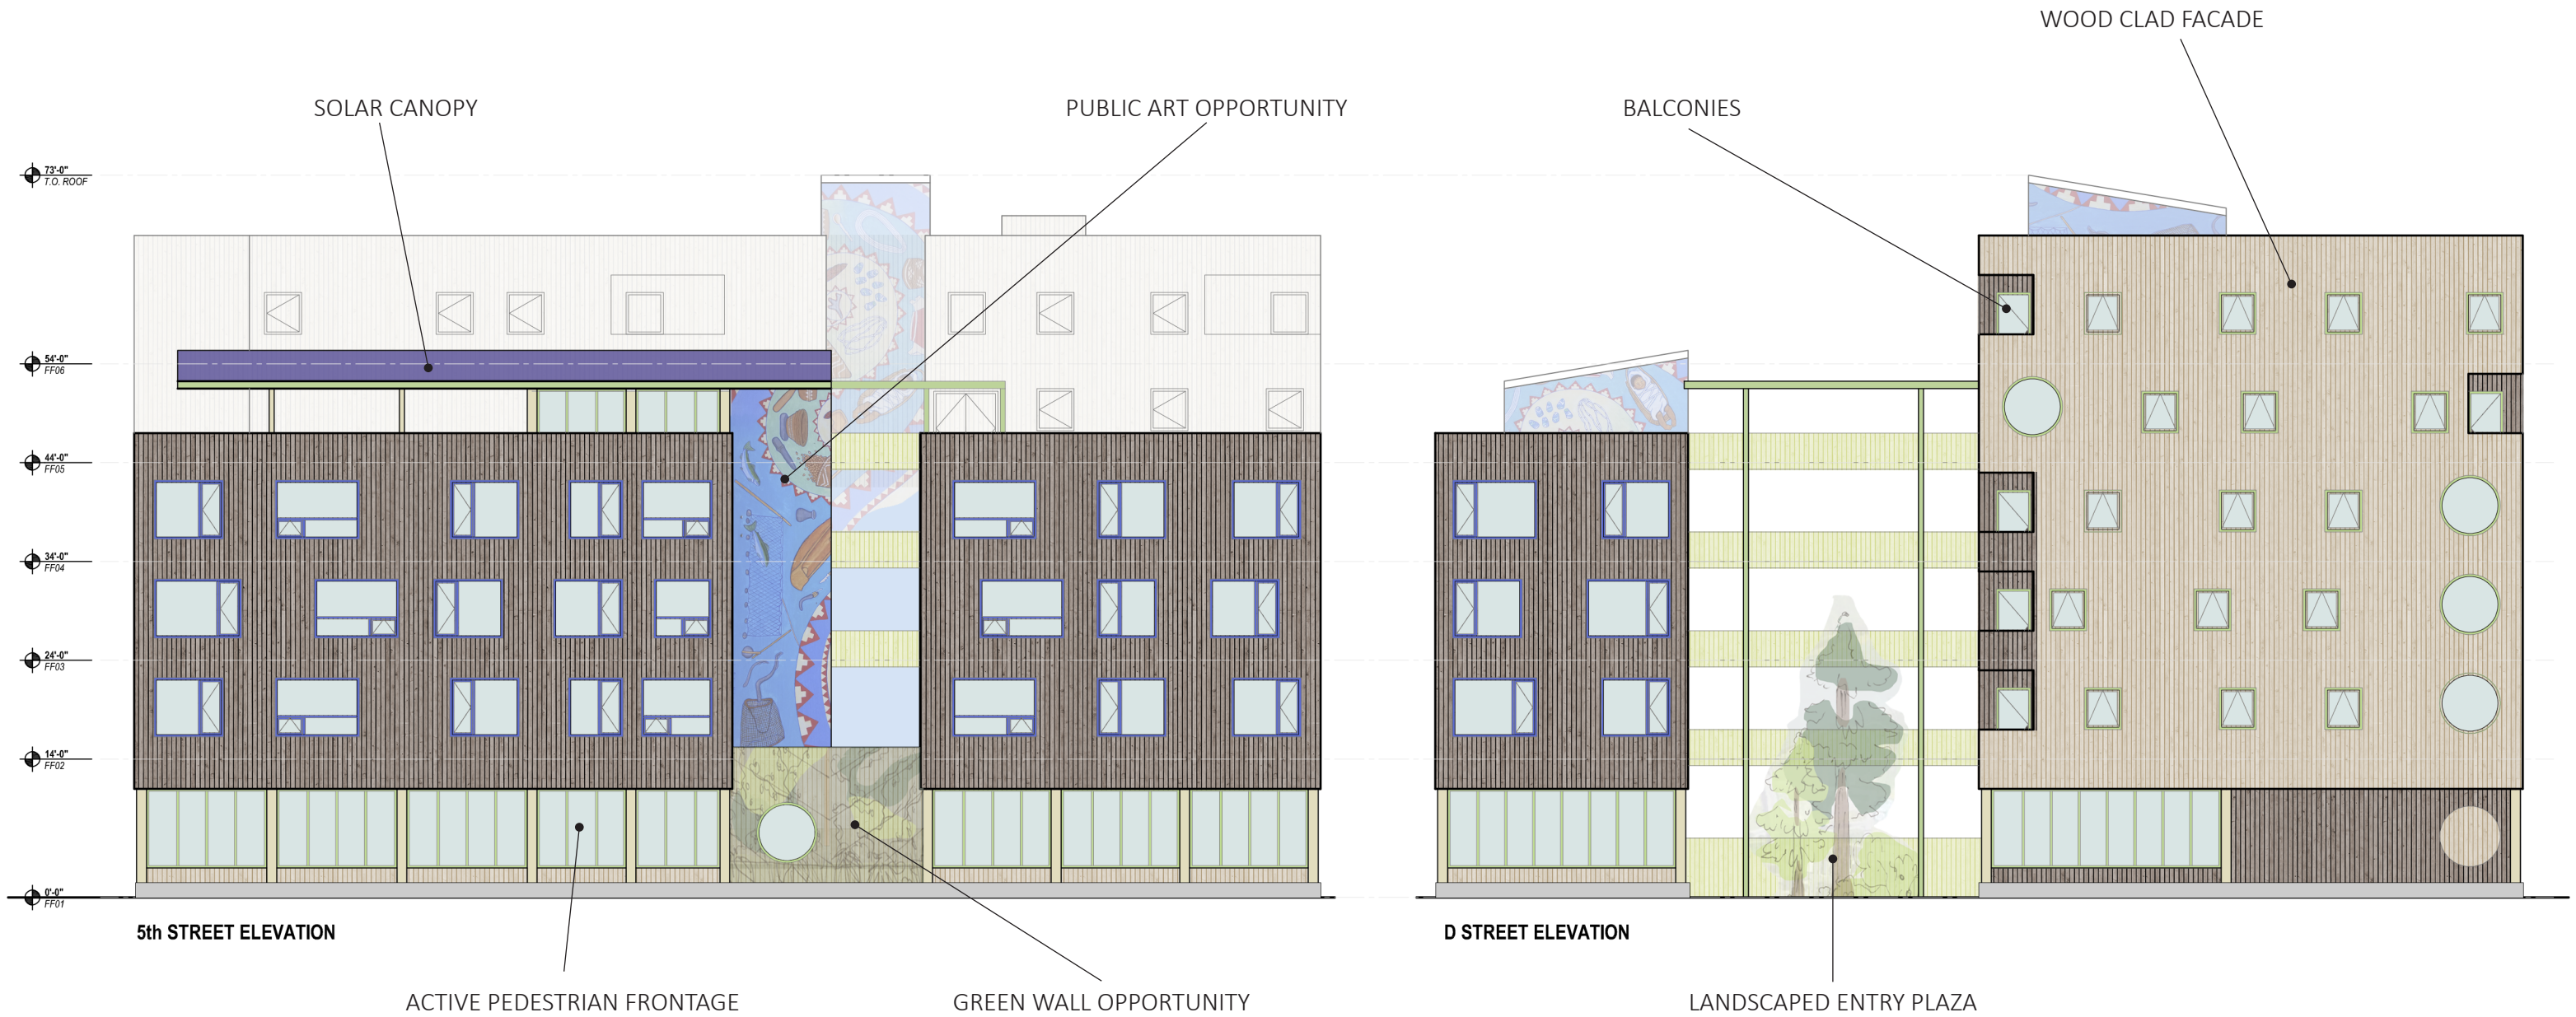 WOOD CLAD FACADE
SOLAR CANOPY
PUBLIC ART OPPORTUNITY
BALCONIES
73'-0"
T.O. ROOF
54'-0"
FF06
44'-0"
FF05
34'-0"
FF04
24'-0"
FF03
14'-0"
FF02
0'-0"
FF01
5th STREET ELEVATION
D STREET ELEVATION
ACTIVE PEDESTRIAN FRONTAGE
GREEN WALL OPPORTUNITY
LANDSCAPED ENTRY PLAZA